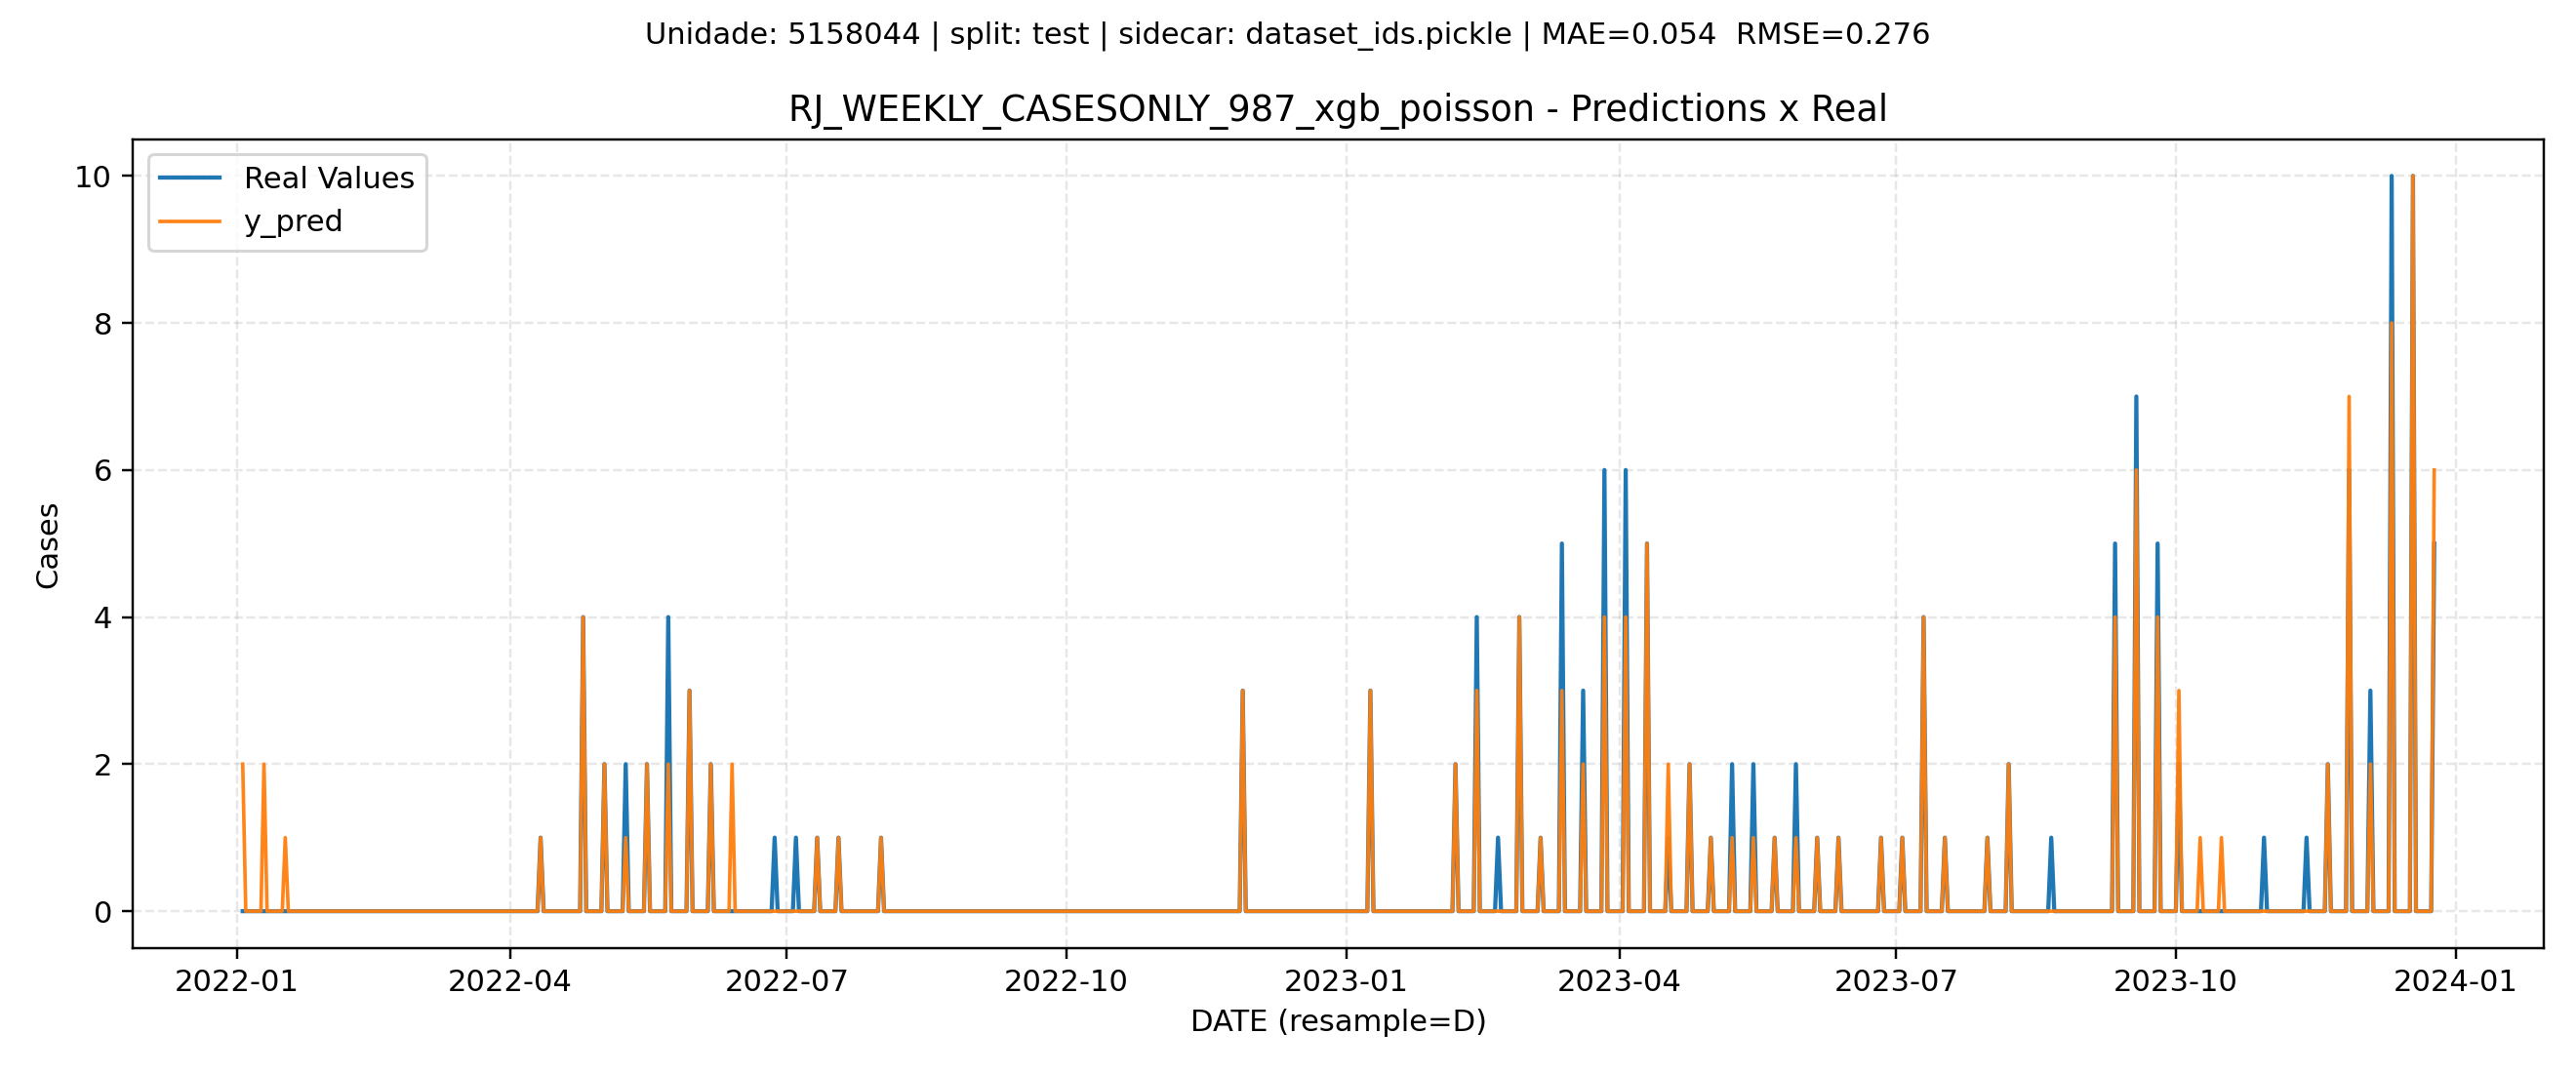 Unidade: 5158044 | split: test | sidecar: dataset_ids.pickle | MAE=0.054  RMSE=0.276
RJ_WEEKLY_CASESONLY_987_xgb_poisson - Predictions x Real
Real Values
y_pred
10
8
6
4
2
0
Cases
2022-01
2022-04
2022-07
2022-10
2023-01
2023-04
2023-07
2023-10
2024-01
DATE (resample=D)